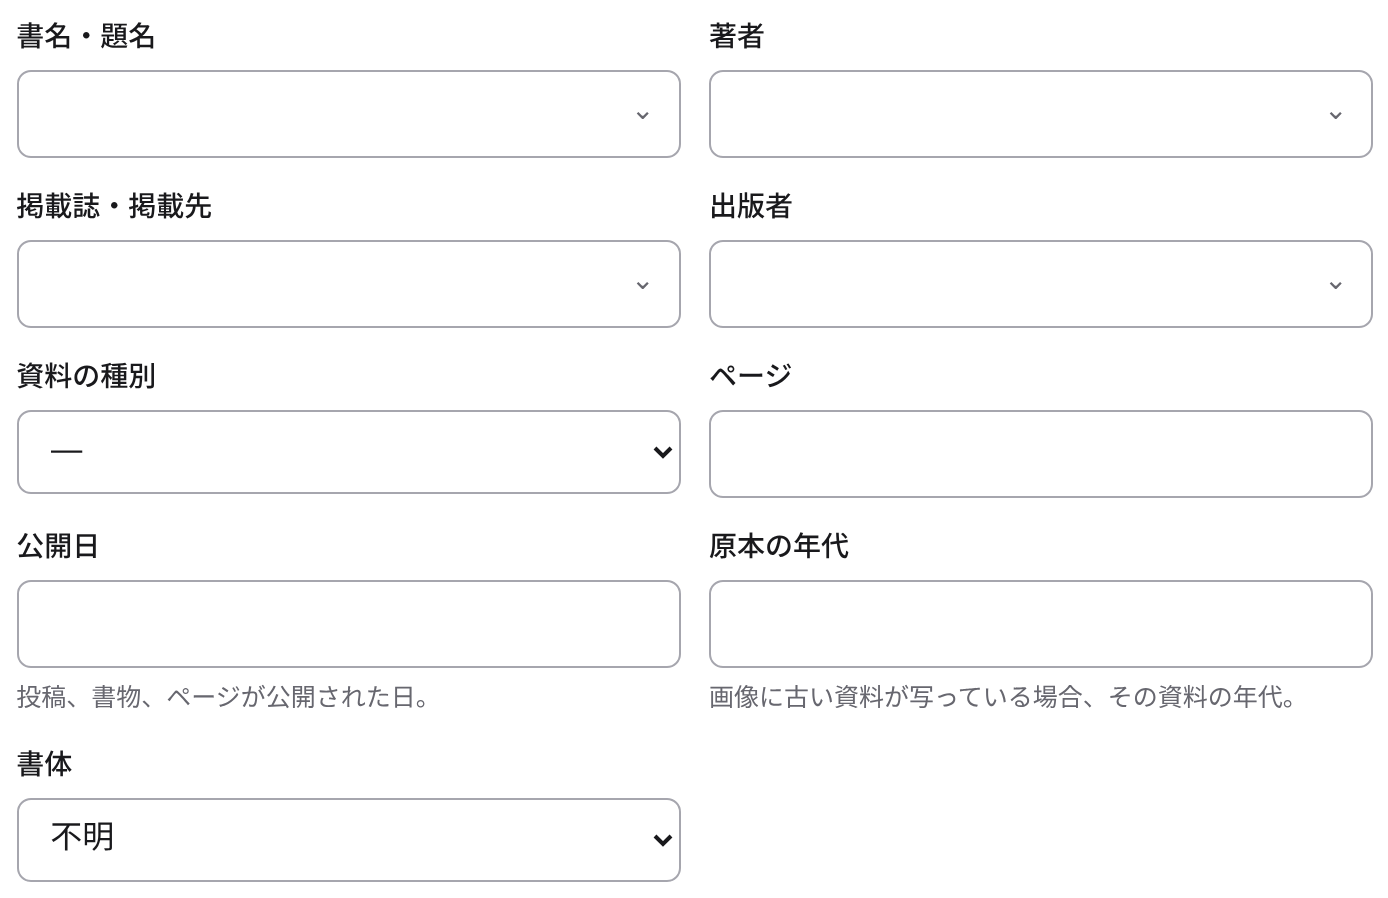 書名・題名
著者
掲載誌・掲載先
出版者
資料の種別
—
ページ
公開日
投稿、書物、ページが公開された日。
原本の年代
画像に古い資料が写っている場合、その資料の年代。
書体
不明